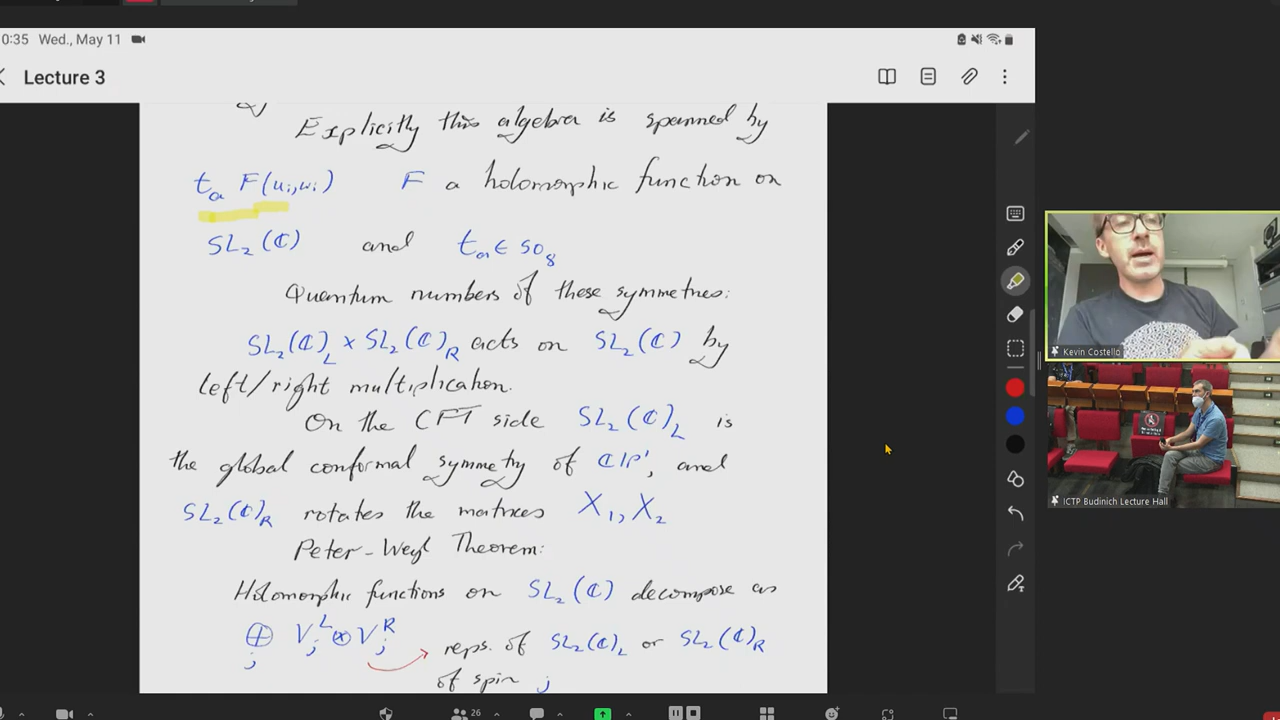 0:35 Wed., May 11
Lecture 3
Explicitly this algebra is spanned by
t_a F(u_i, w_i) F a holomorphic function on
SL_2(ℂ) and t_a ∈ so_8
Quantum numbers of these symmetries:
SL_2(ℂ)_L × SL_2(ℂ)_R acts on SL_2(ℂ) by
left/right multiplication.
On the CFT side SL_2(ℂ)_L is
the global conformal symmetry of ℂP^1, and
SL_2(ℂ)_R rotates the matrices X_1, X_2
Peter-Weyl Theorem:
Holomorphic functions on SL_2(ℂ) decompose as
⊕_j V_j^L ⊗ V_j^R reps. of SL_2(ℂ)_L or SL_2(ℂ)_R
of spin j
Kevin Costello
ICTP Budinich Lecture Hall
26